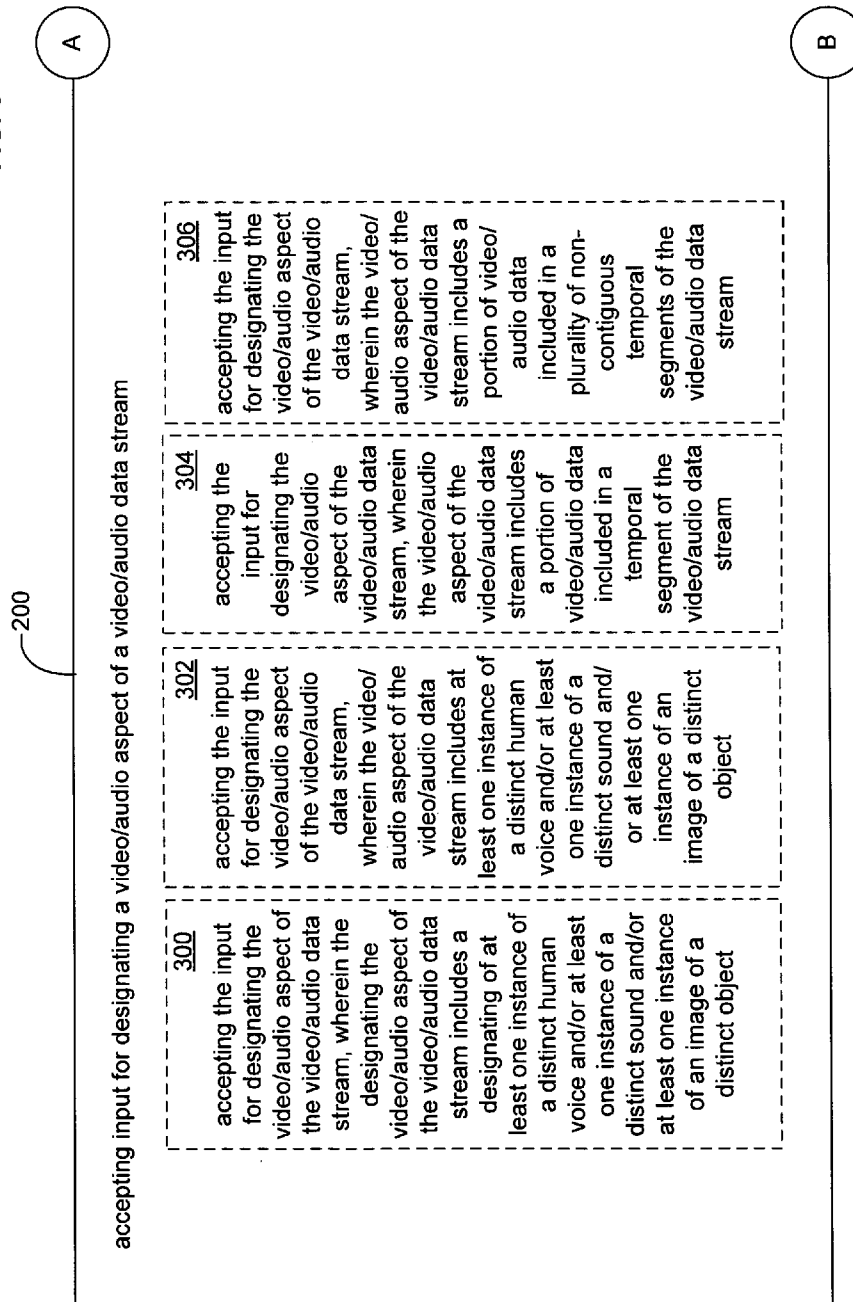 200
A
accepting input for designating a video/audio aspect of a video/audio data stream
300
accepting the input
for designating the
video/audio aspect of
the video/audio data
stream, wherein the
designating the
video/audio aspect of
the video/audio data
stream includes a
designating of at
least one instance of
a distinct human
voice and/or at least
one instance of a
distinct sound and/or
at least one instance
of an image of a
distinct object
302
accepting the input
for designating the
video/audio aspect
of the video/audio
data stream,
wherein the video/
audio aspect of the
video/audio data
stream includes at
least one instance of
a distinct human
voice and/or at least
one instance of a
distinct sound and/
or at least one
instance of an
image of a distinct
object
304
accepting the
input for
designating the
video/audio
aspect of the
video/audio data
stream, wherein
the video/audio
aspect of the
video/audio data
stream includes
a portion of
video/audio data
included in a
temporal
segment of the
video/audio data
stream
306
accepting the input
for designating the
video/audio aspect
of the video/audio
data stream,
wherein the video/
audio aspect of the
video/audio data
stream includes a
portion of video/
audio data
included in a
plurality of non-
contiguous
temporal
segments of the
video/audio data
stream
B